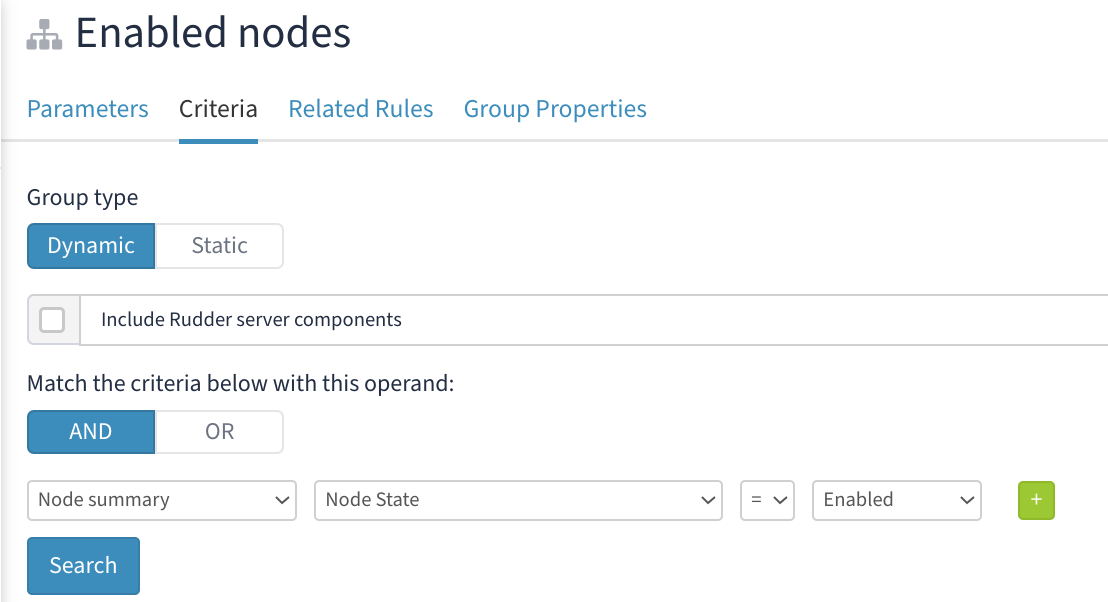 Enabled nodes
Parameters Criteria Related Rules Group Properties
Group type
Dynamic Static
Include Rudder server components
Match the criteria below with this operand:
AND OR
Node summary Node State = Enabled +
Search